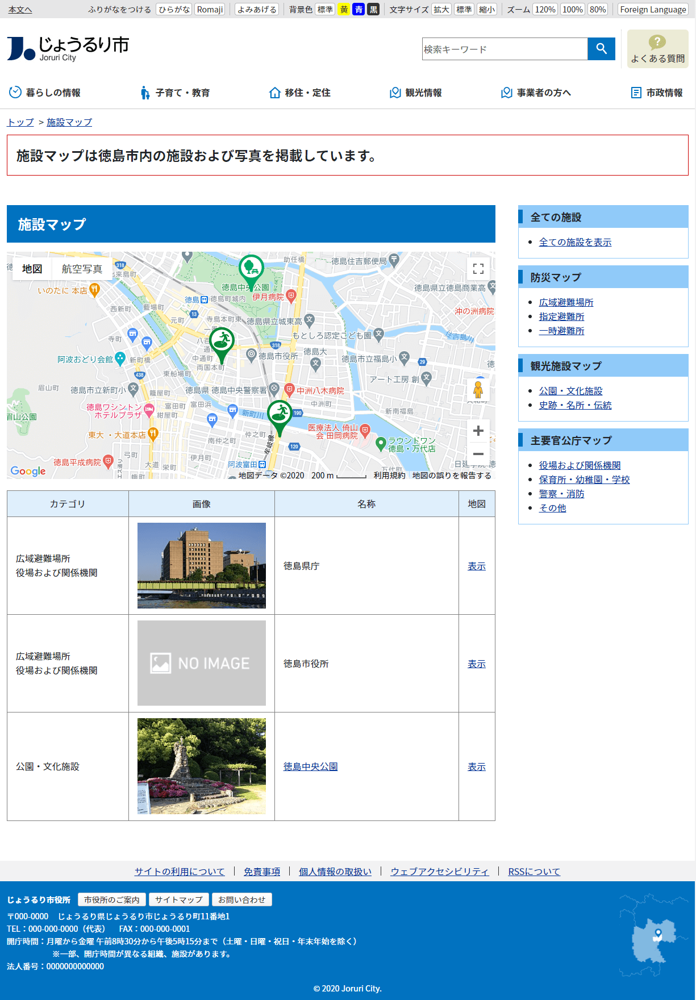 本文へ ふりがなをつける ひらがな Romaji よみあげる 背景色 標準 黄 青 黒 文字サイズ 拡大 標準 縮小 ズーム 120% 100% 80% Foreign Language
じょうるり市
Joruri City
検索キーワード
よくある質問
暮らしの情報 子育て・教育 移住・定住 観光情報 事業者の方へ 市政情報
トップ > 施設マップ
施設マップは徳島市内の施設および写真を掲載しています。
施設マップ
地図 航空写真
318
出来島町
助任橋
徳島住吉郵便局
いのたに 本店
徳島中央公園
徳島県立徳島商業高
徳島
徳島町城内
伊月病院
西新町
藍場町
13
元町
寺島本町東
徳島県立城東高
沖の洲病院
もとしろ認定こども園
住吉島川
寺町
318
徳島市役所
徳島大
徳島市立福島小
29
阿波おどり会館
新町橋
中通町
両国本町
438
東船場町
アート工房 創
眉山町
徳島市立新町小
籠屋町
徳島県 徳島中央警察署
中洲八木病院
徳島ワシントン
ホテルプラザ
富田町
富田浜
紺屋町
新町川
190
中洲町
新南福島
眉山公園
東大 ・大道本店
仲之町
南仲之町
牟岐線
医療法人 倚山
会 田岡病院
120
ラウンドワン
徳島・万代店
徳島平成病院
弓町
伊月町
大道
栄町
阿波富田
万代町
幟町
Google
地図データ ©2020 200 m 利用規約 地図の誤りを報告する
カテゴリ 画像 名称 地図
広域避難場所
役場および関係機関
徳島県庁
表示
広域避難場所
役場および関係機関
NO IMAGE
徳島市役所
表示
公園・文化施設
徳島中央公園
表示
全ての施設
全ての施設を表示
防災マップ
広域避難場所
指定避難所
一時避難所
観光施設マップ
公園・文化施設
史跡・名所・伝統
主要官公庁マップ
役場および関係機関
保育所・幼稚園・学校
警察・消防
その他
サイトの利用について 免責事項 個人情報の取扱い ウェブアクセシビリティ RSSについて
じょうるり市役所 市役所のご案内 サイトマップ お問い合わせ
〒000-0000 じょうるり県じょうるり市じょうるり町11番地1
TEL：000-000-0000（代表） FAX：000-000-0001
開庁時間：月曜から金曜 午前8時30分から午後5時15分まで（土曜・日曜・祝日・年末年始を除く）
※一部、開庁時間が異なる組織、施設があります。
法人番号：0000000000000
© 2020 Joruri City.